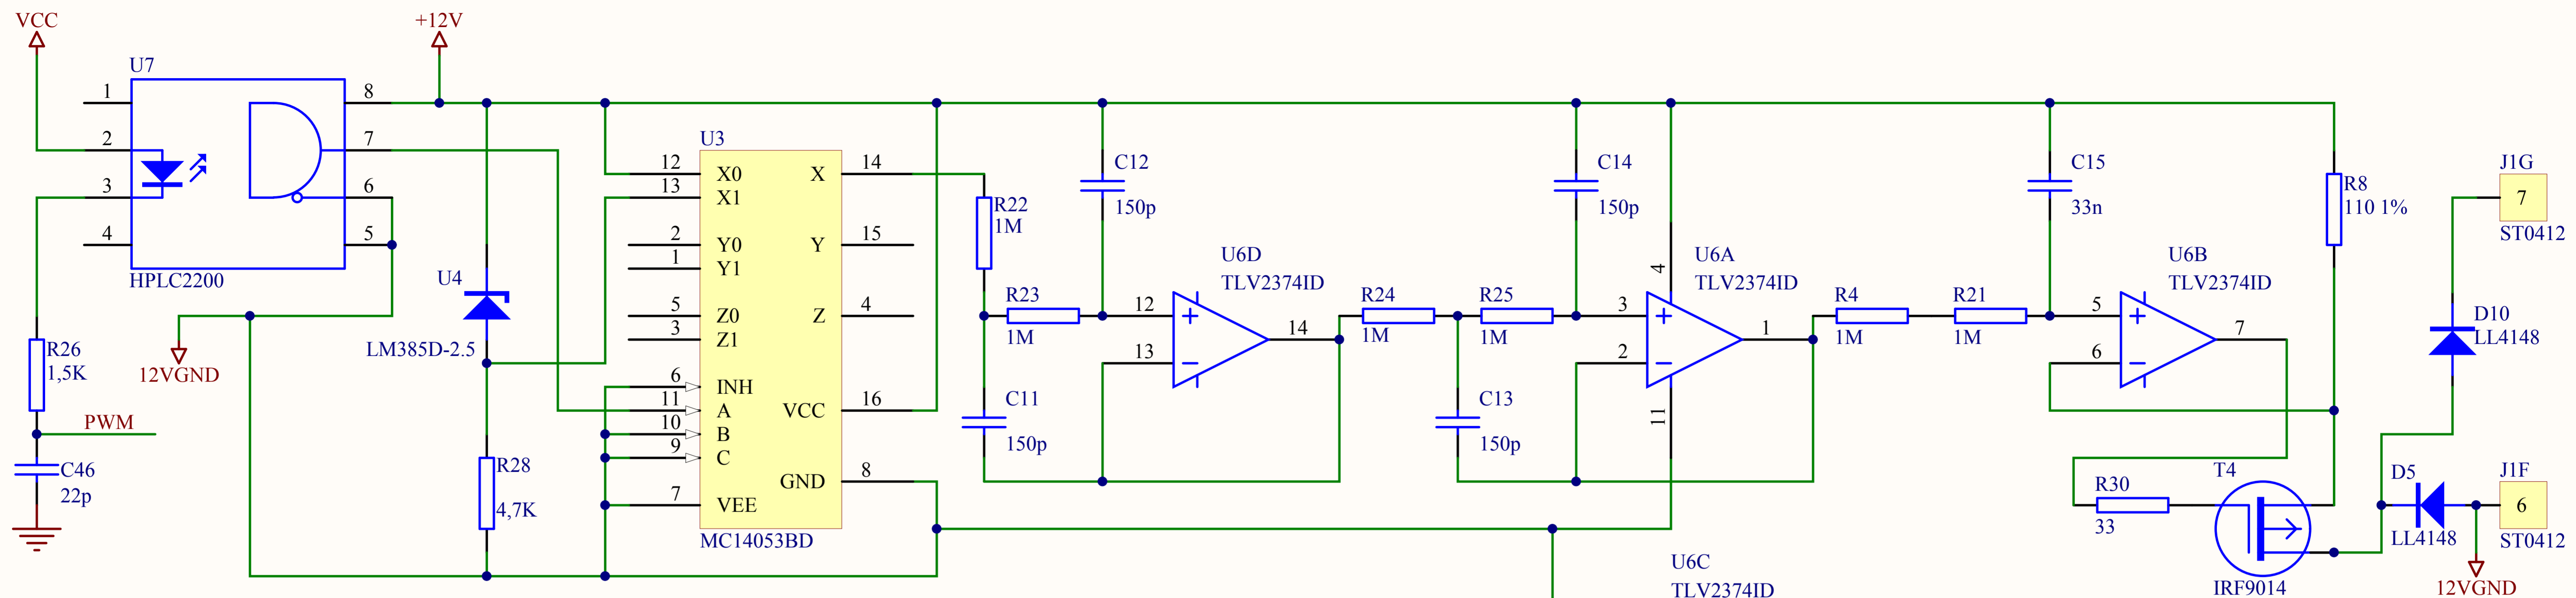 VCC
+12V
U7
1
2
3
4
8
7
6
5
HPLC2200
R26
1,5K
12VGND
PWM
C46
22p
U4
LM385D-2.5
R28
4,7K
U3
12
13
2
1
5
3
6
11
10
9
7
X0
X1
Y0
Y1
Z0
Z1
INH
A
B
C
VEE
X
Y
Z
VCC
GND
14
15
4
16
8
MC14053BD
R22
1M
R23
1M
C11
150p
C12
150p
U6D
TLV2374ID
12
13
14
R24
1M
R25
1M
C13
150p
C14
150p
U6A
TLV2374ID
4
3
2
1
11
R4
1M
R21
1M
C15
33n
U6B
TLV2374ID
5
6
7
R8
110 1%
R30
33
T4
IRF9014
U6C
TLV2374ID
J1G
7
ST0412
D10
LL4148
D5
LL4148
J1F
6
ST0412
12VGND